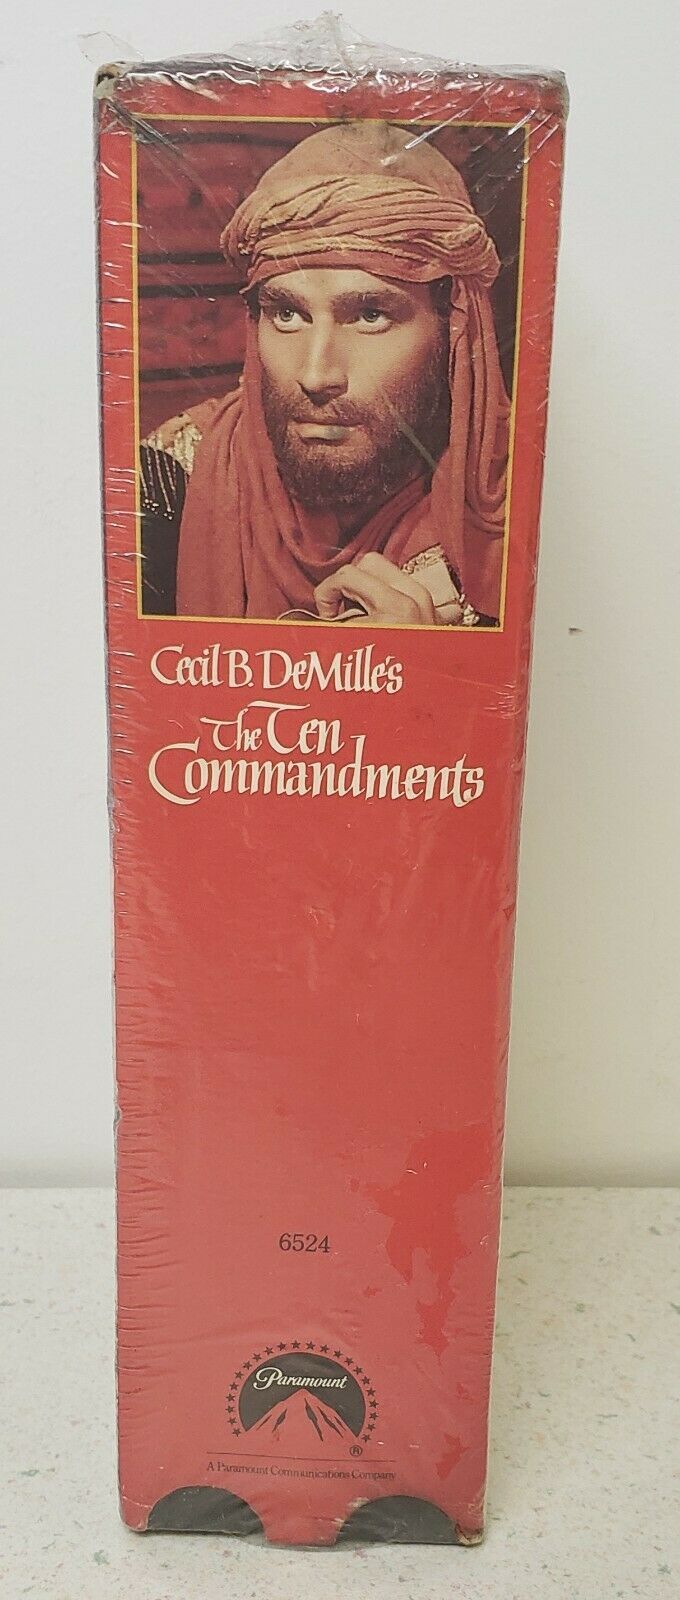 Cecil B. DeMille's
The Ten
Commandments
6524
Paramount
®
A Paramount Communications Company